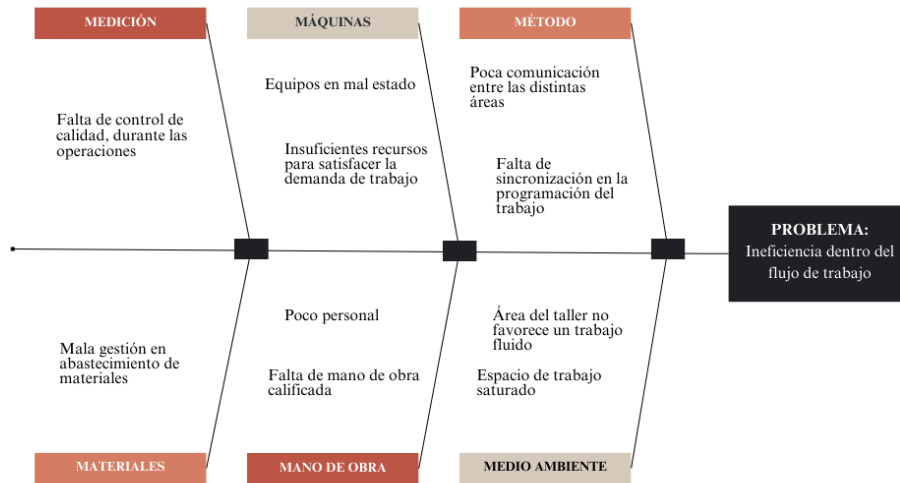 MEDICIÓN
MÁQUINAS
MÉTODO
Falta de control de
calidad, durante las
operaciones
Equipos en mal estado
Insuficientes recursos
para satisfacer la
demanda de trabajo
Poca comunicación
entre las distintas
áreas
Falta de
sincronización en la
programación del
trabajo
PROBLEMA:
Ineficiencia dentro del
flujo de trabajo
Mala gestión en
abastecimiento de
materiales
Poco personal
Falta de mano de obra
calificada
Área del taller no
favorece un trabajo
fluido
Espacio de trabajo
saturado
MATERIALES
MANO DE OBRA
MEDIO AMBIENTE